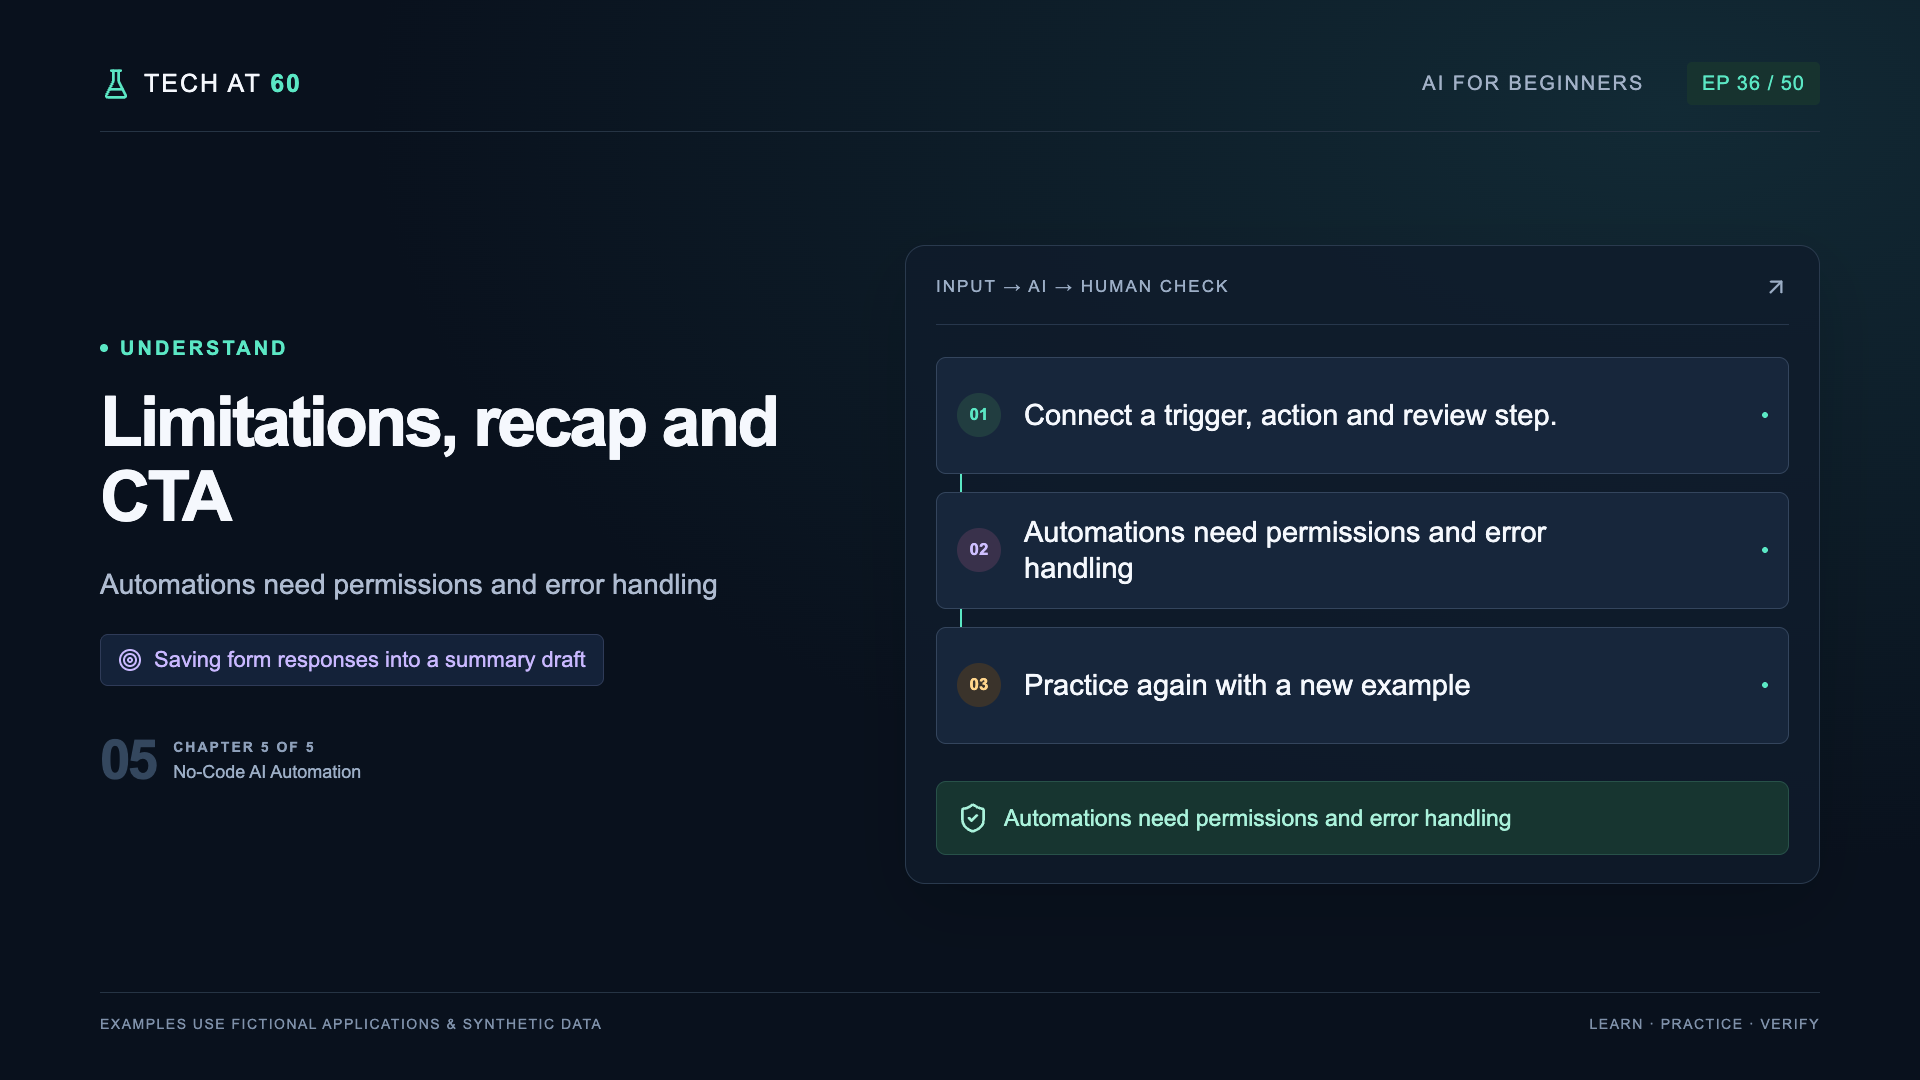 TECH AT 60
AI FOR BEGINNERS
EP 36 / 50
UNDERSTAND
Limitations, recap and
CTA
Automations need permissions and error handling
Saving form responses into a summary draft
05
CHAPTER 5 OF 5
No-Code AI Automation
INPUT → AI → HUMAN CHECK
01
Connect a trigger, action and review step.
02
Automations need permissions and error
handling
03
Practice again with a new example
Automations need permissions and error handling
EXAMPLES USE FICTIONAL APPLICATIONS & SYNTHETIC DATA
LEARN · PRACTICE · VERIFY